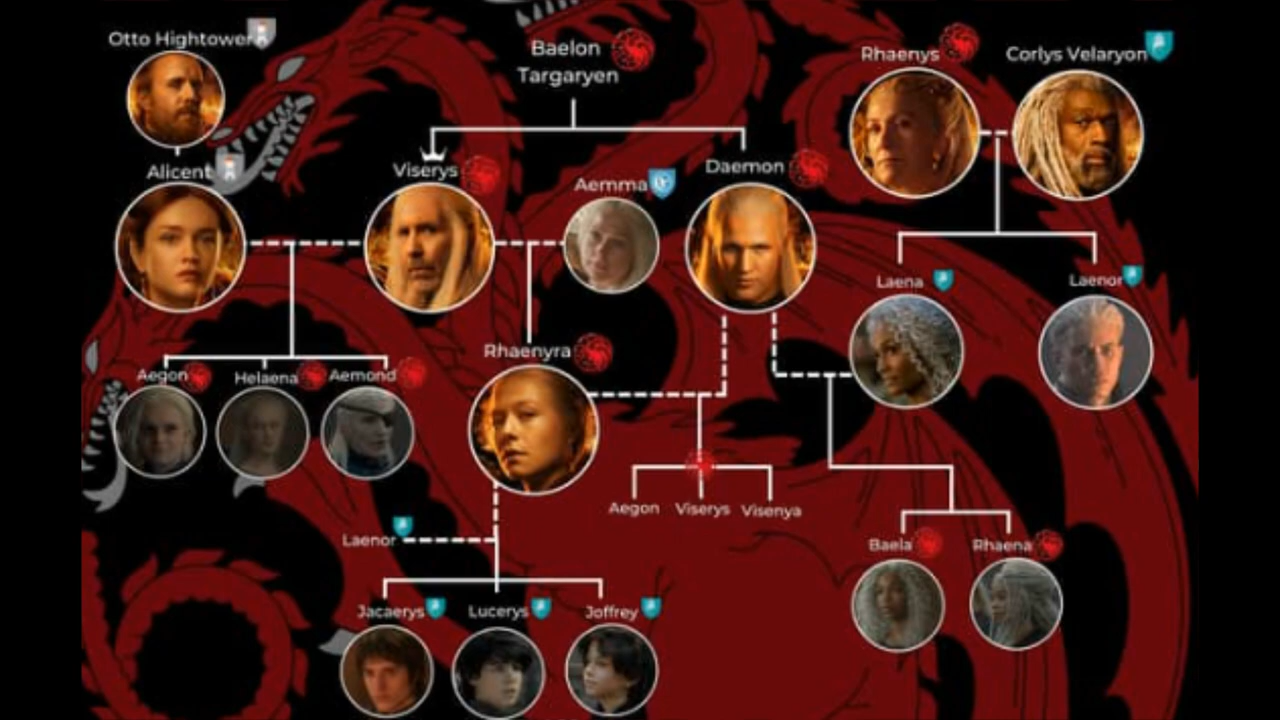 Otto Hightower
Baelon
Targaryen
Rhaenys
Corlys Velaryon
Alicent
Viserys
Aemma
Daemon
Laena
Laenor
Rhaenyra
Aegon
Helaena
Aemond
Aegon
Viserys
Visenya
Laenor
Baela
Rhaena
Jacaerys
Lucerys
Joffrey